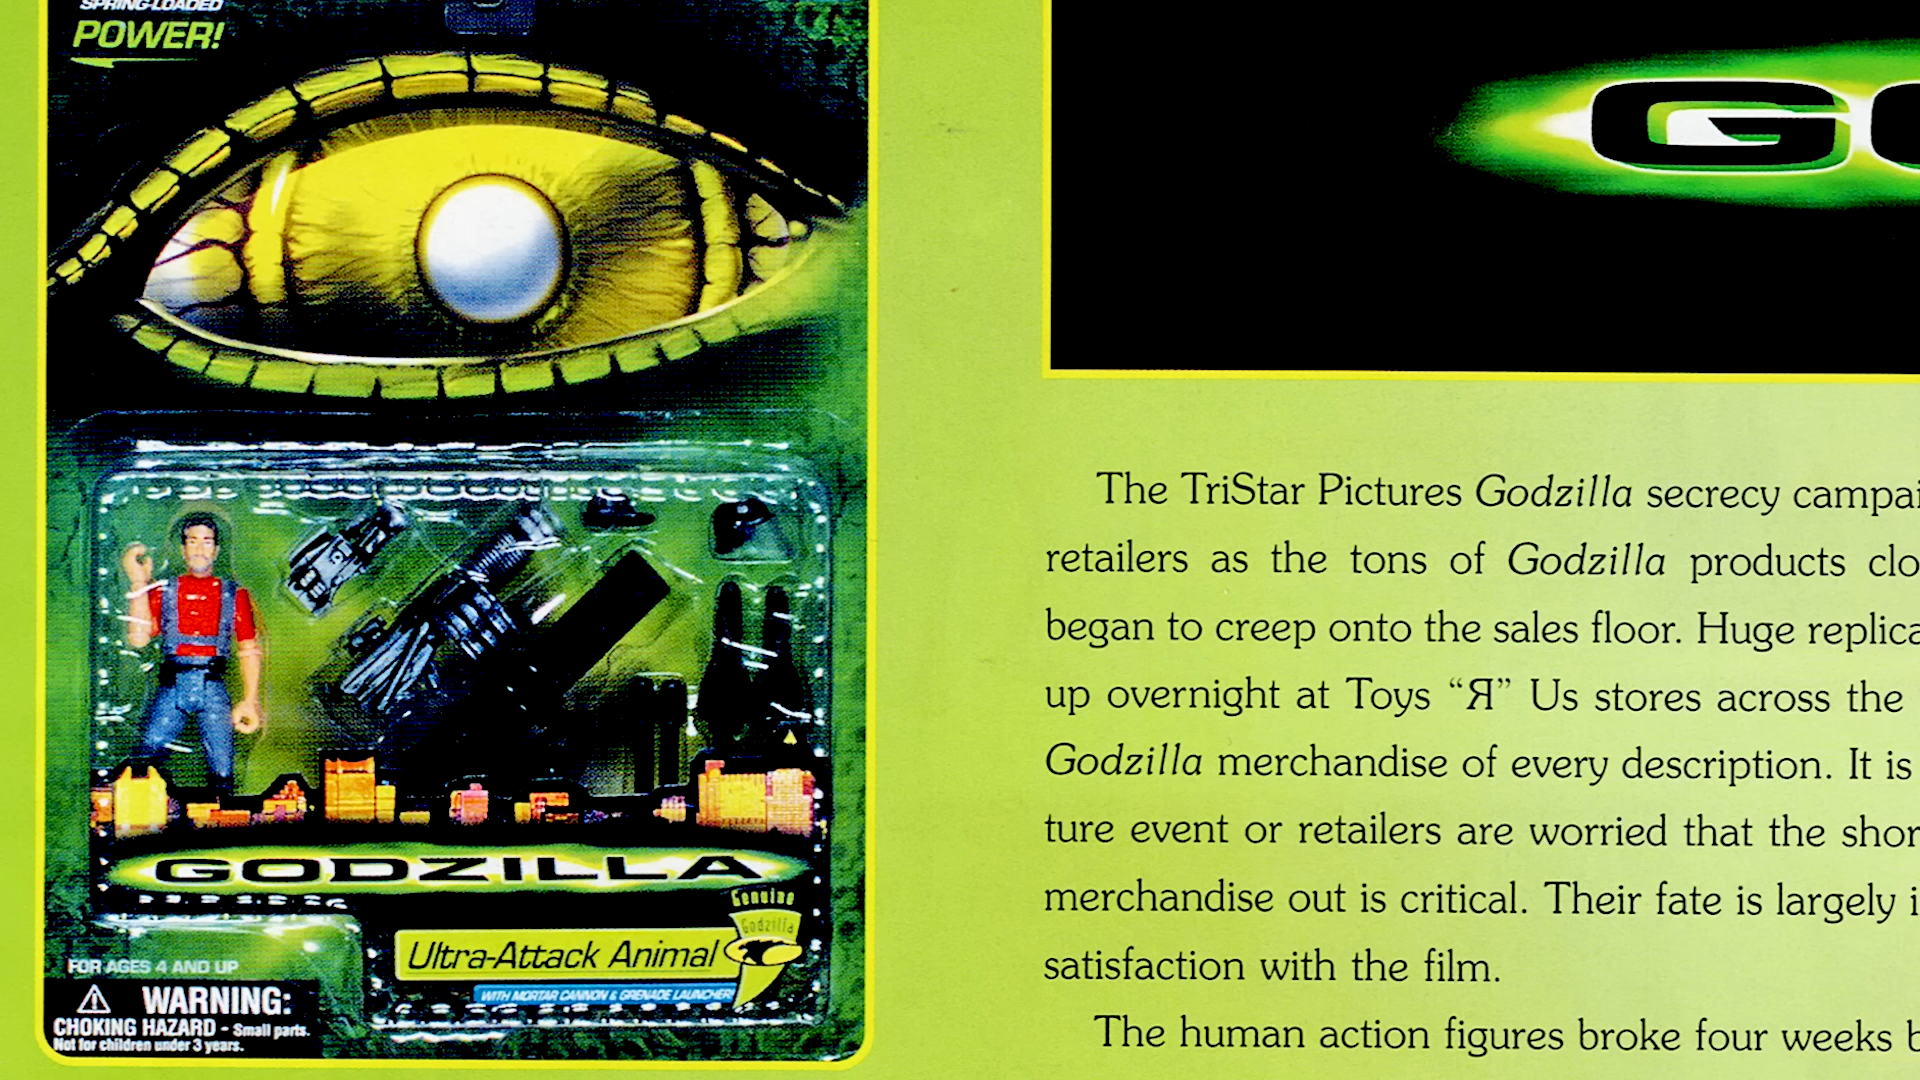 SPRING-LOADED
POWER!
GODZILLA
Genuine
Godzilla
Ultra-Attack Animal
WITH MORTAR CANNON & GRENADE LAUNCHER
FOR AGES 4 AND UP
WARNING:
CHOKING HAZARD - Small parts.
Not for children under 3 years.
GO
The TriStar Pictures Godzilla secrecy campai
retailers as the tons of Godzilla products clo
began to creep onto the sales floor. Huge replica
up overnight at Toys “Я” Us stores across the
Godzilla merchandise of every description. It is
ture event or retailers are worried that the shor
merchandise out is critical. Their fate is largely i
satisfaction with the film.
The human action figures broke four weeks b